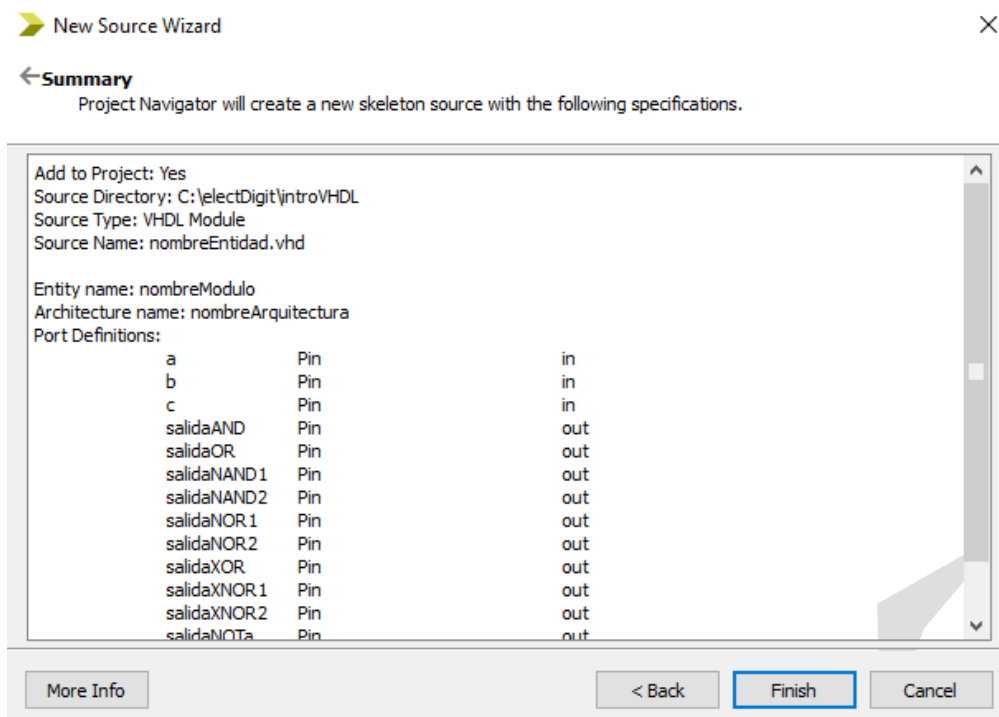 New Source Wizard
Summary
Project Navigator will create a new skeleton source with the following specifications.
Add to Project: Yes
Source Directory: C:\electDigit\introVHDL
Source Type: VHDL Module
Source Name: nombreEntidad.vhd
Entity name: nombreModulo
Architecture name: nombreArquitectura
Port Definitions:
a Pin in
b Pin in
c Pin in
salidaAND Pin out
salidaOR Pin out
salidaNAND1 Pin out
salidaNAND2 Pin out
salidaNOR1 Pin out
salidaNOR2 Pin out
salidaXOR Pin out
salidaXNOR1 Pin out
salidaXNOR2 Pin out
salidaNOTa Pin out
More Info < Back Finish Cancel